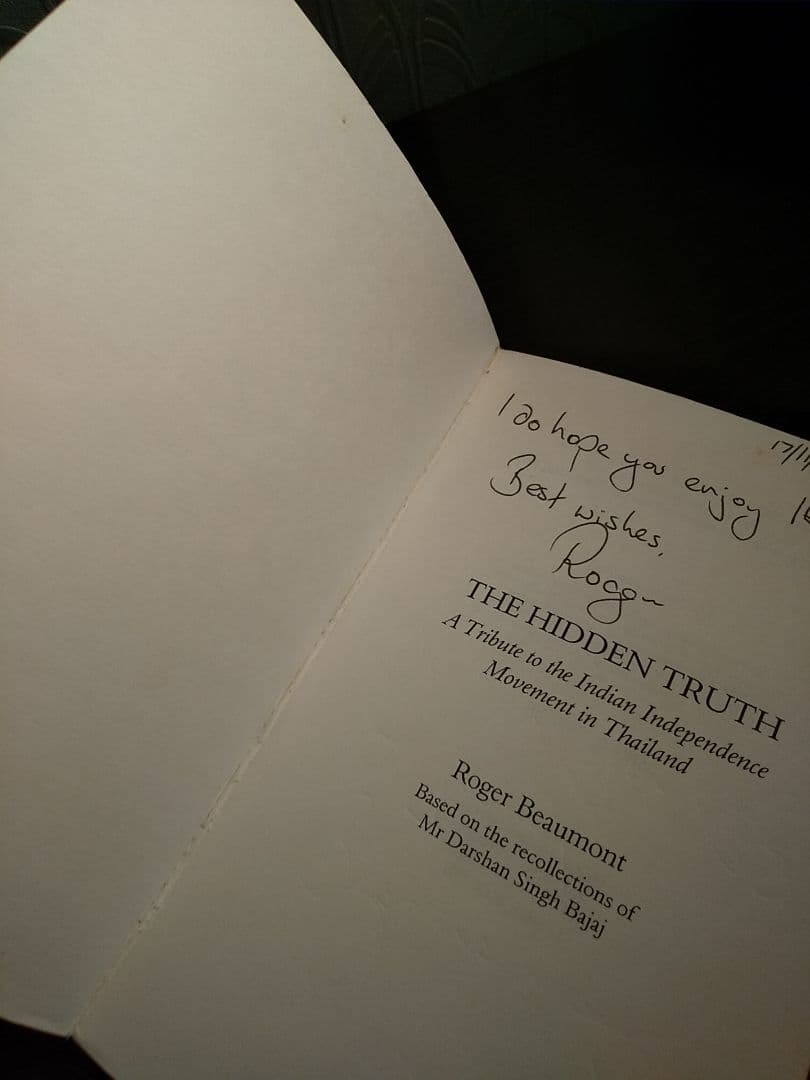 17/11
I do hope you enjoy
Best wishes,
Roger
THE HIDDEN TRUTH
A Tribute to the Indian Independence
Movement in Thailand
Roger Beaumont
Based on the recollections of
Mr Darshan Singh Bajaj